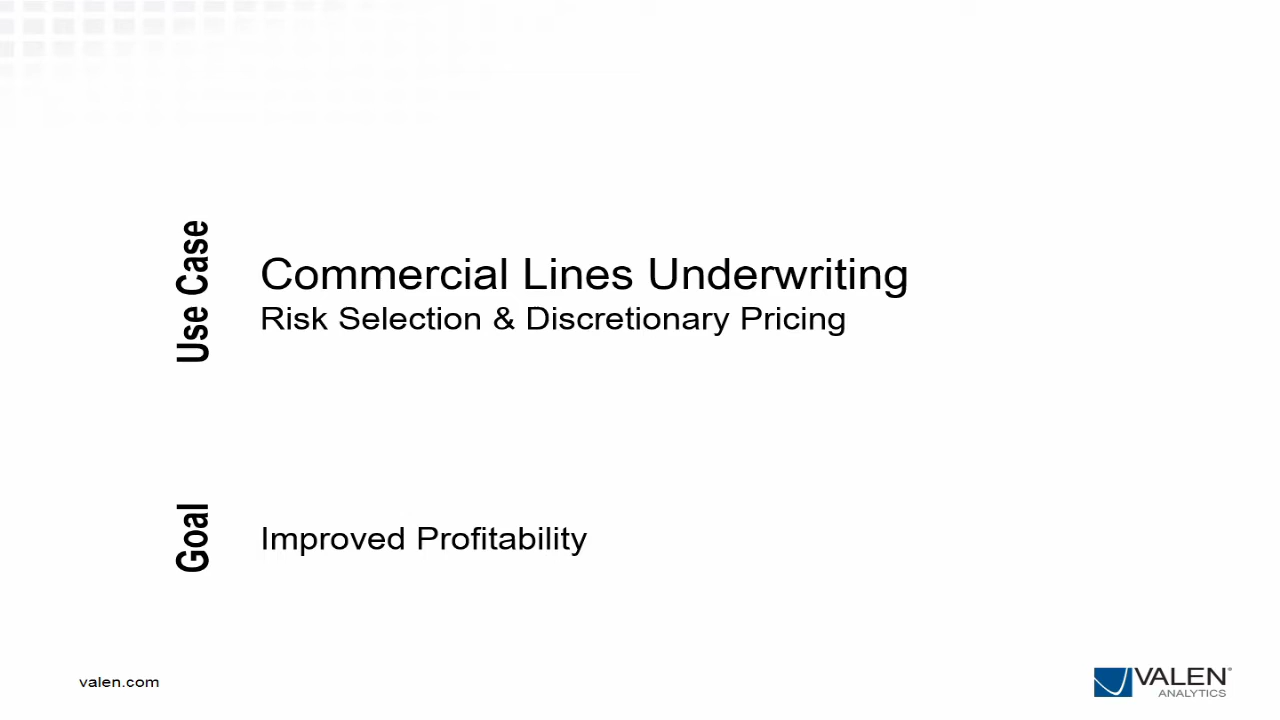 Use Case
Commercial Lines Underwriting
Risk Selection & Discretionary Pricing
Goal
Improved Profitability
valen.com
VALEN®
ANALYTICS